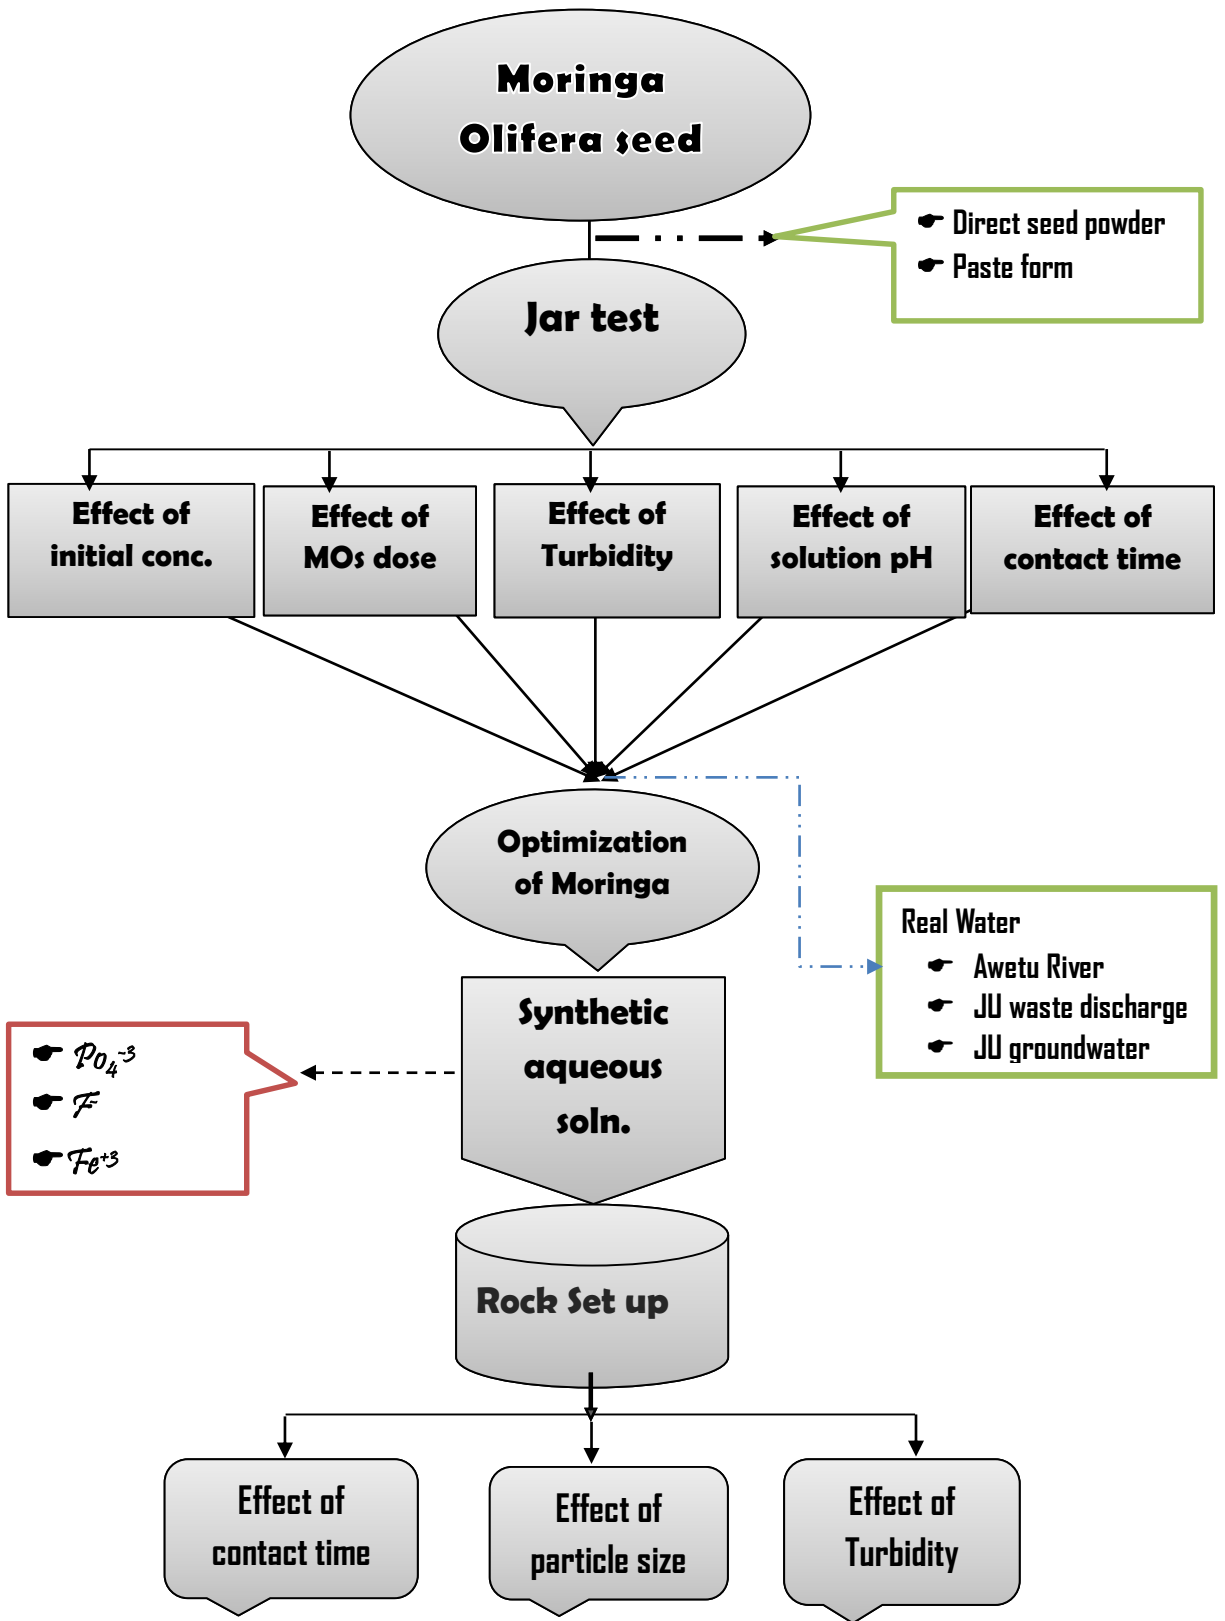 Moringa
Olifera seed
☛ Direct seed powder
☛ Paste form
Jar test
Effect of
initial conc.
Effect of
MOs dose
Effect of
Turbidity
Effect of
solution pH
Effect of
contact time
Optimization
of Moringa
Real Water
☛ Awetu River
☛ JU waste discharge
☛ JU groundwater
Synthetic
aqueous
soln.
☛ Po₄⁻³
☛ F⁻
☛ Fe⁺³
Rock Set up
Effect of
contact time
Effect of
particle size
Effect of
Turbidity